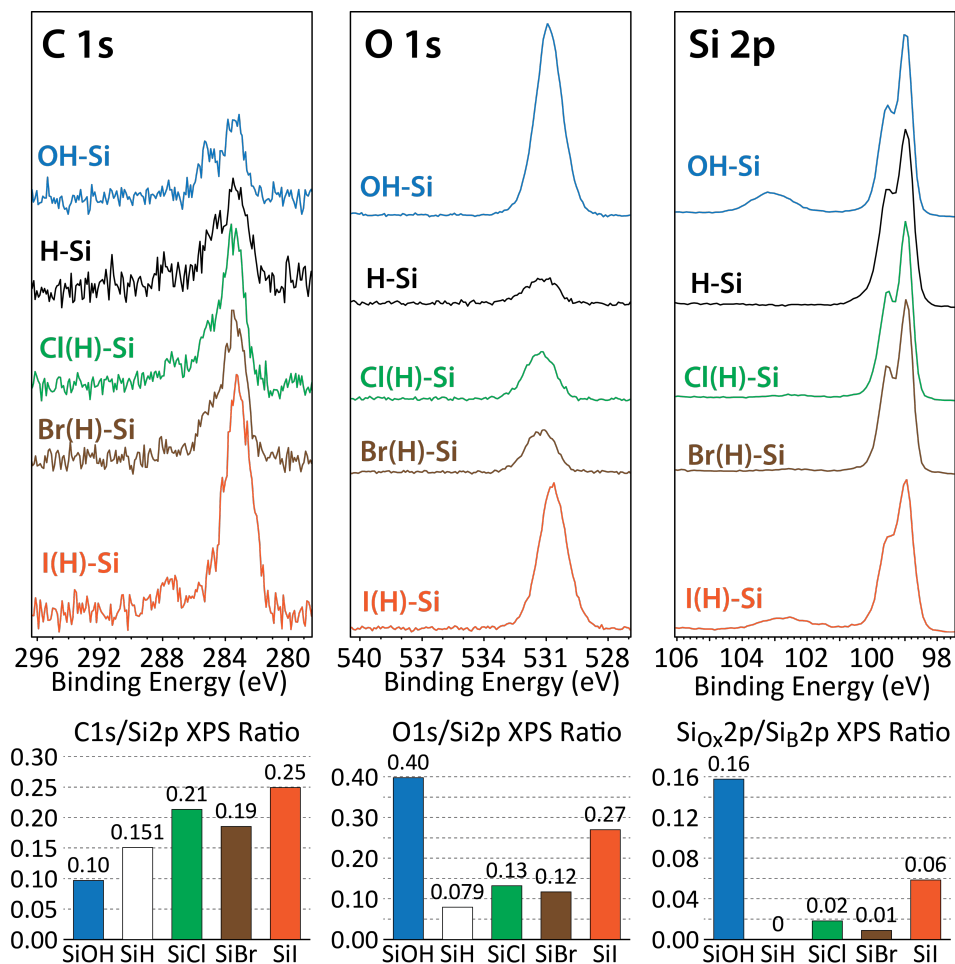 C 1s
OH-Si
H-Si
Cl(H)-Si
Br(H)-Si
I(H)-Si
296 292 288 284 280
Binding Energy (eV)
O 1s
OH-Si
H-Si
Cl(H)-Si
Br(H)-Si
I(H)-Si
540 537 534 531 528
Binding Energy (eV)
Si 2p
OH-Si
H-Si
Cl(H)-Si
Br(H)-Si
I(H)-Si
106 104 102 100 98
Binding Energy (eV)
C1s/Si2p XPS Ratio
0.30
0.25
0.20
0.15
0.10
0.05
0.00
0.10
0.151
0.21
0.19
0.25
SiOH SiH SiCl SiBr SiI
O1s/Si2p XPS Ratio
0.40
0.30
0.20
0.10
0.00
0.40
0.079
0.13
0.12
0.27
SiOH SiH SiCl SiBr SiI
SiOx2p/SiB2p XPS Ratio
0.16
0.12
0.08
0.04
0.00
0.16
0
0.02
0.01
0.06
SiOH SiH SiCl SiBr SiI